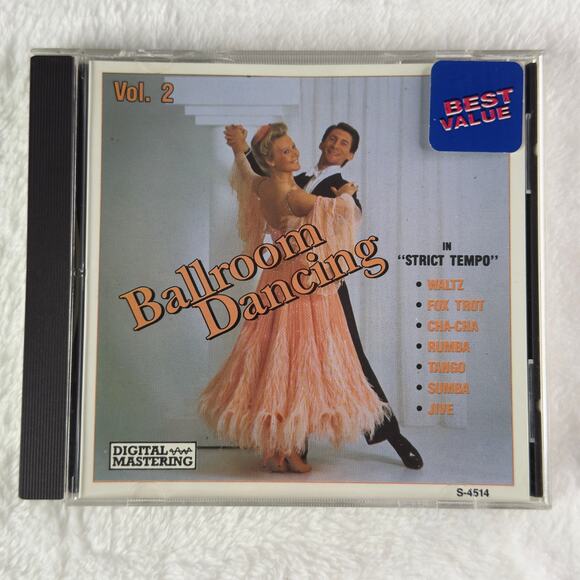 Vol. 2
BEST
VALUE
IN
"STRICT TEMPO"
• WALTZ
• FOX TROT
• CHA-CHA
• RUMBA
• TANGO
• SUMBA
• JIVE
Ballroom
Dancing
DIGITAL
MASTERING
S-4514